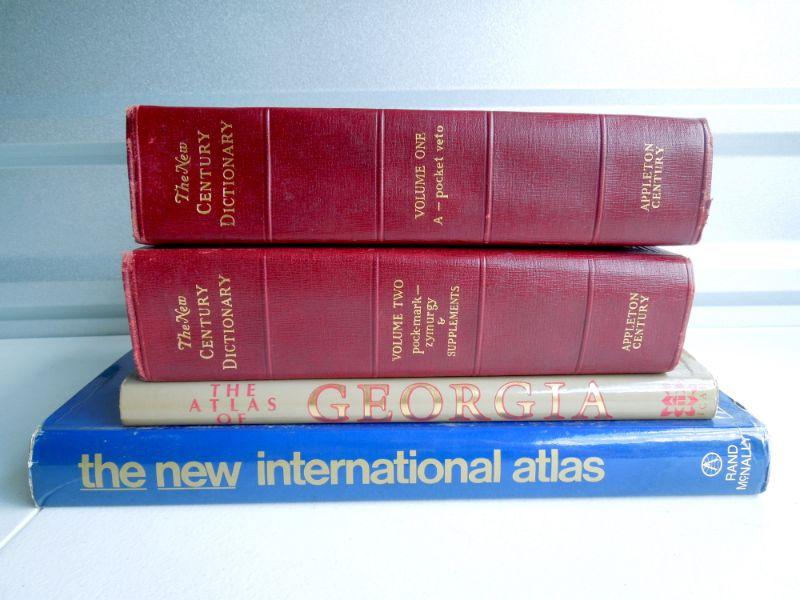 The New
CENTURY
DICTIONARY
VOLUME ONE
A — pocket veto
APPLETON
CENTURY
The New
CENTURY
DICTIONARY
VOLUME TWO
pock-mark —
zymurgy
&
SUPPLEMENTS
APPLETON
CENTURY
THE
ATLAS
OF
GEORGIA
the new international atlas
RAND
McNALLY